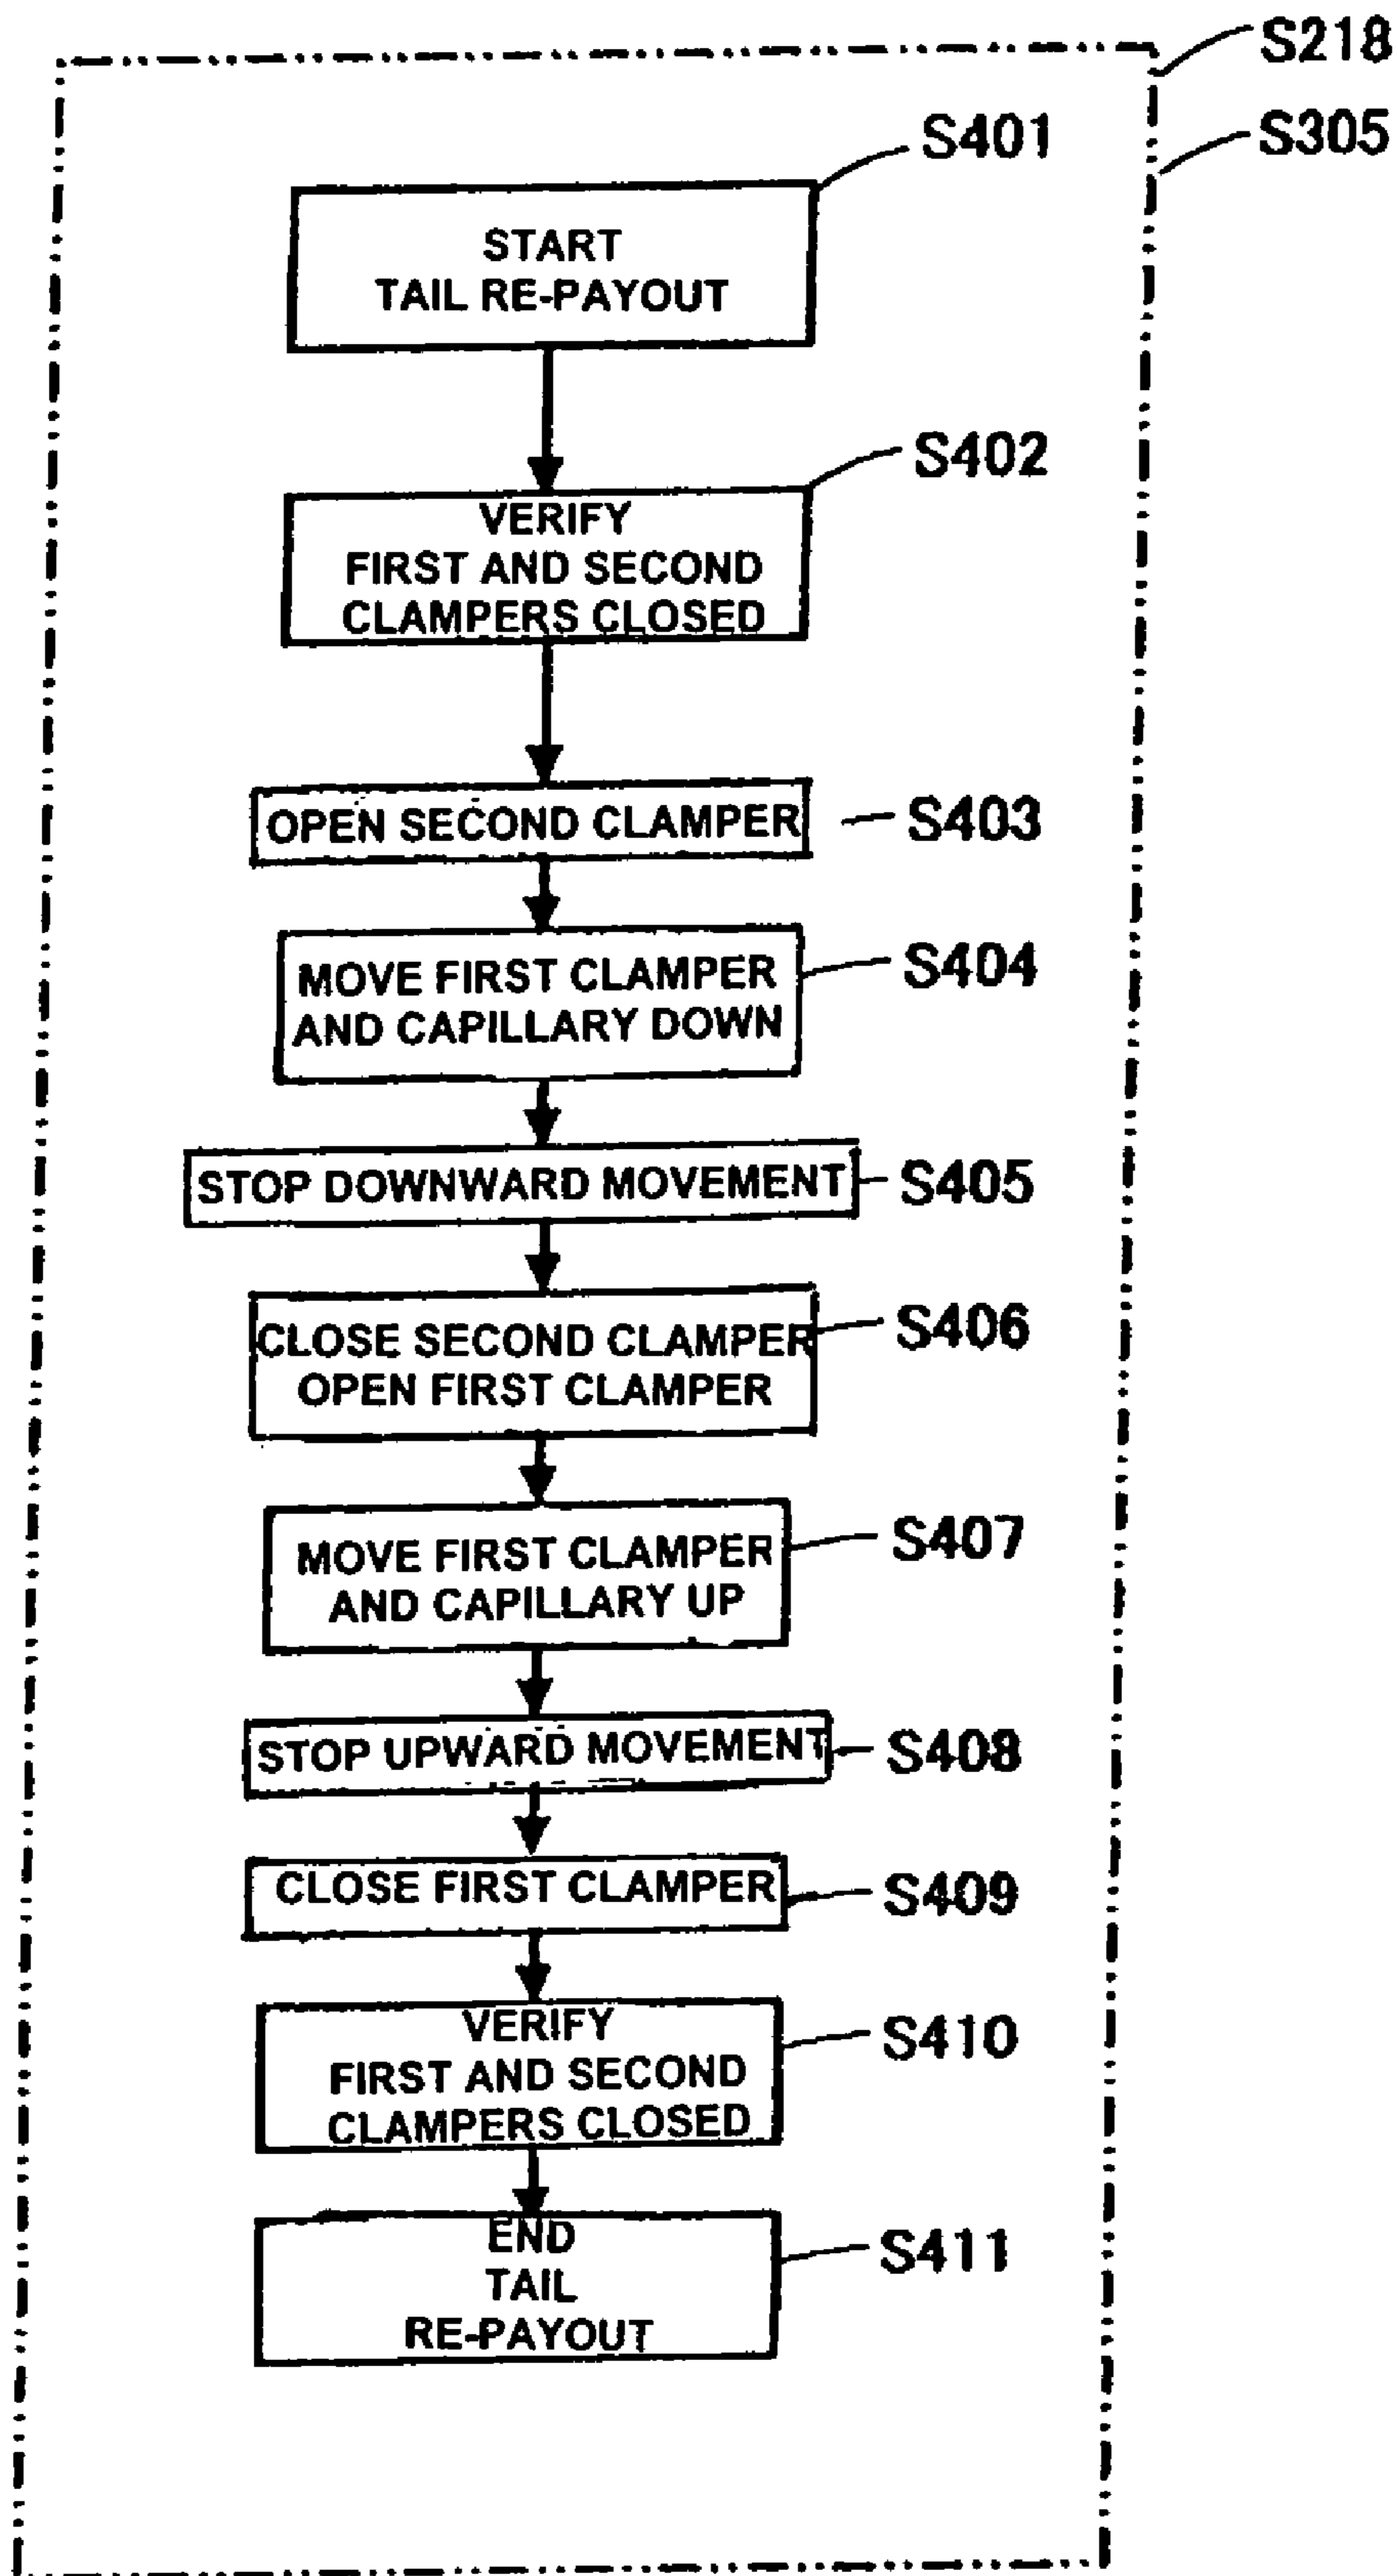 S218
S305
S401
START
TAIL RE-PAYOUT
S402
VERIFY
FIRST AND SECOND
CLAMPERS CLOSED
OPEN SECOND CLAMPER
S403
MOVE FIRST CLAMPER
AND CAPILLARY DOWN
S404
STOP DOWNWARD MOVEMENT
S405
CLOSE SECOND CLAMPER
OPEN FIRST CLAMPER
S406
MOVE FIRST CLAMPER
AND CAPILLARY UP
S407
STOP UPWARD MOVEMENT
S408
CLOSE FIRST CLAMPER
S409
VERIFY
FIRST AND SECOND
CLAMPERS CLOSED
S410
END
TAIL
RE-PAYOUT
S411